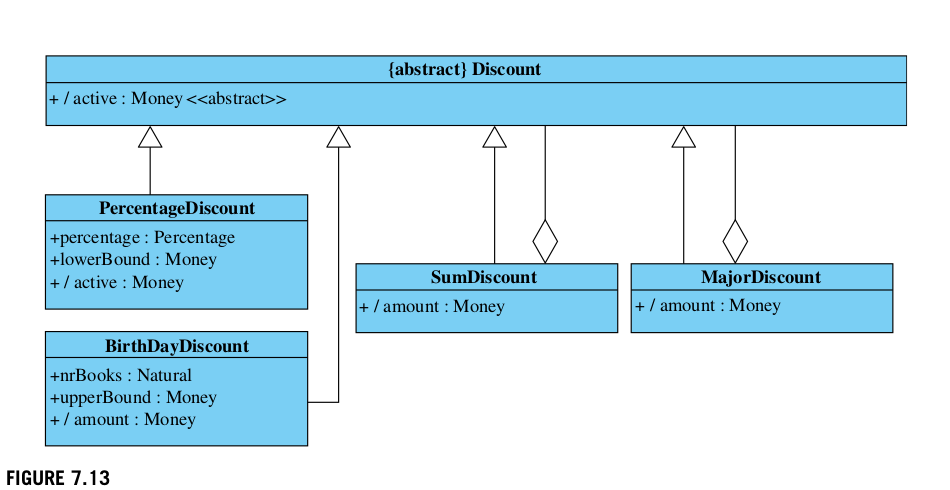 {abstract} Discount
+ / active : Money <<abstract>>
PercentageDiscount
+percentage : Percentage
+lowerBound : Money
+ / active : Money
SumDiscount
+ / amount : Money
MajorDiscount
+ / amount : Money
BirthDayDiscount
+nrBooks : Natural
+upperBound : Money
+ / amount : Money
FIGURE 7.13